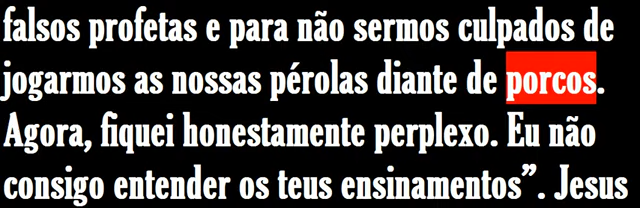 falsos profetas e para não sermos culpados de
jogarmos as nossas pérolas diante de porcos.
Agora, fiquei honestamente perplexo. Eu não
consigo entender os teus ensinamentos”. Jesus